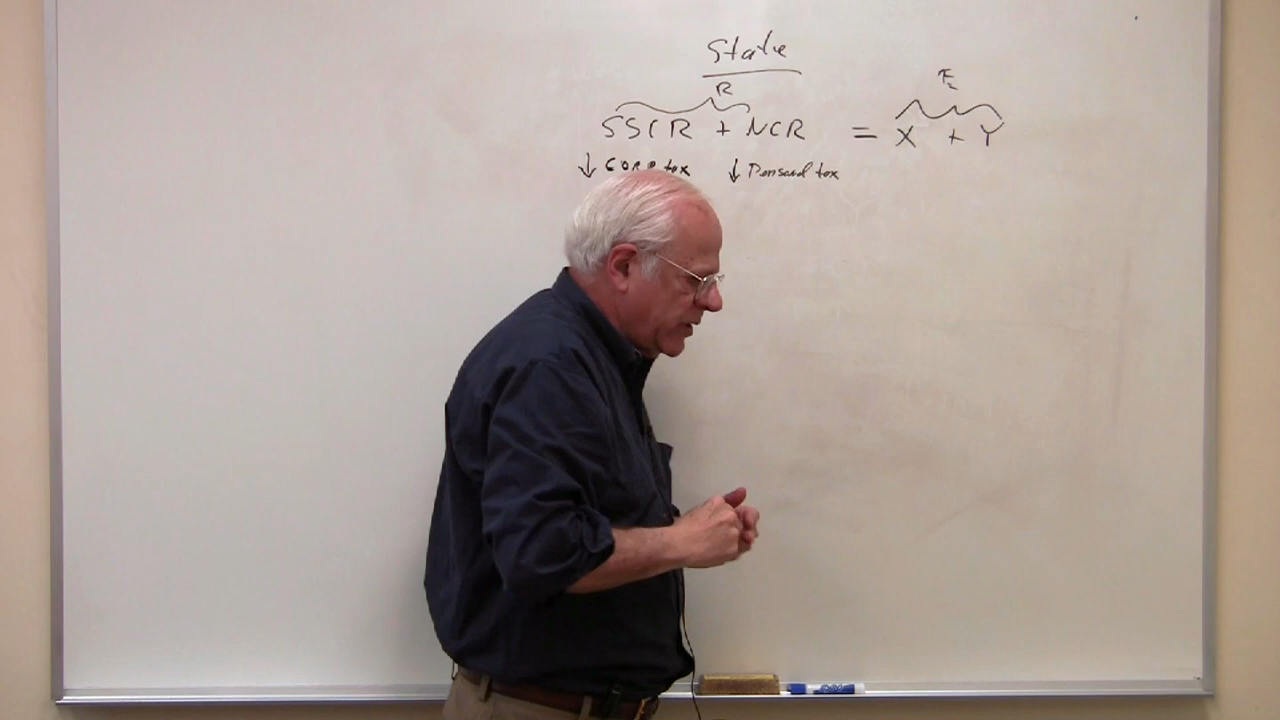 State
R
E
SSCR + NCR = X + Y
↓ corp tax ↓ Personal tax